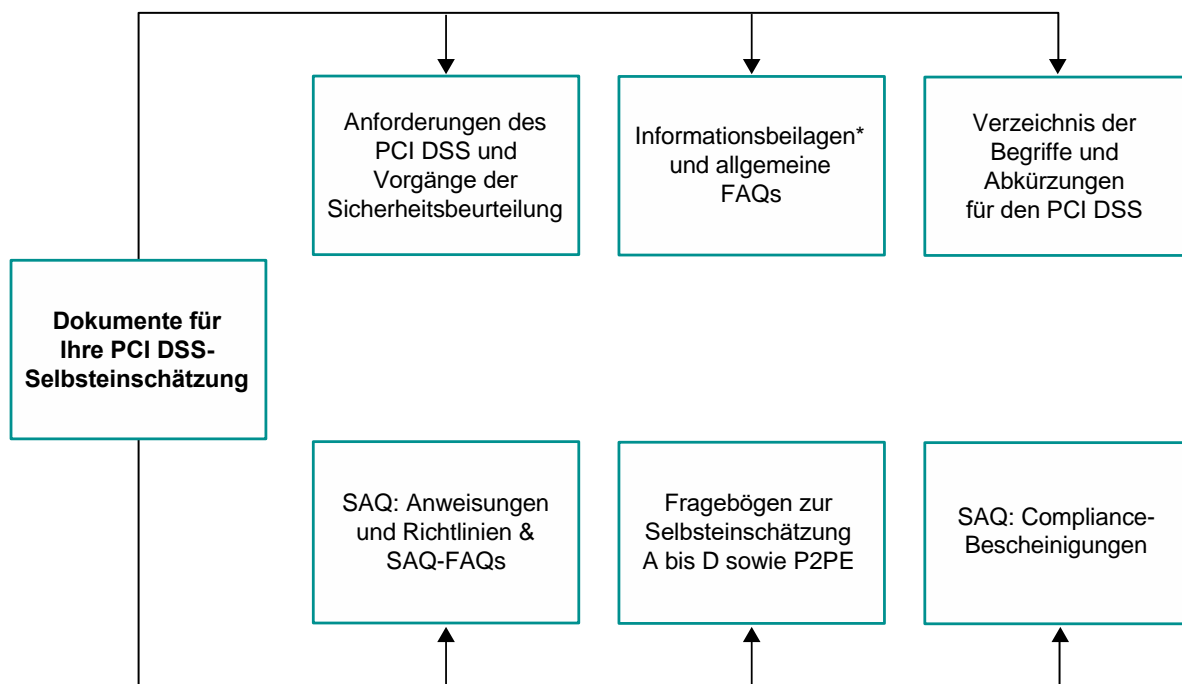 Anforderungen des
PCI DSS und
Vorgänge der
Sicherheitsbeurteilung
Informationsbeilagen*
und allgemeine
FAQs
Verzeichnis der
Begriffe und
Abkürzungen
für den PCI DSS
Dokumente für
Ihre PCI DSS-
Selbsteinschätzung
SAQ: Anweisungen
und Richtlinien &
SAQ-FAQs
Fragebögen zur
Selbsteinschätzung
A bis D sowie P2PE
SAQ: Compliance-
Bescheinigungen